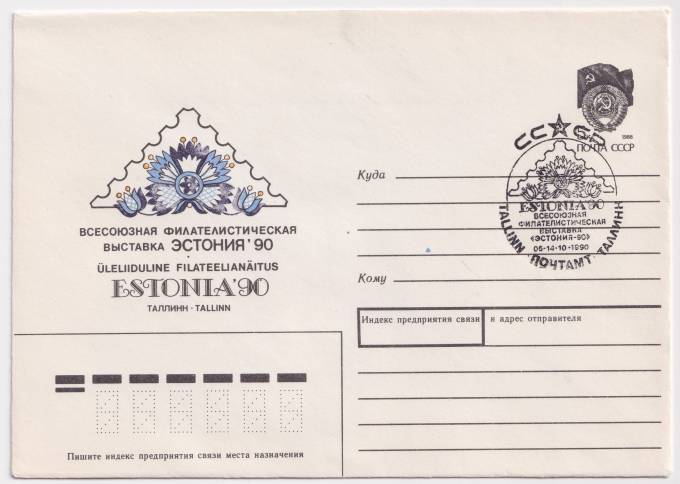 ВСЕСОЮЗНАЯ ФИЛАТЕЛИСТИЧЕСКАЯ
ВЫСТАВКА ЭСТОНИЯ'90
ÜLELIIDULINE FILATEELIANÄITUS
ESTONIA'90
ТАЛЛИНН · TALLINN
1988
ПОЧТА СССР
СССР
ESTONIA'90
ВСЕСОЮЗНАЯ
ФИЛАТЕЛИСТИЧЕСКАЯ
ВЫСТАВКА
«ЭСТОНИЯ-90»
05-14-10-1990
TALLINN · ПОЧТАМТ · ТАЛЛИНН
Куда
Кому
Индекс предприятия связи и адрес отправителя
Пишите индекс предприятия связи места назначения